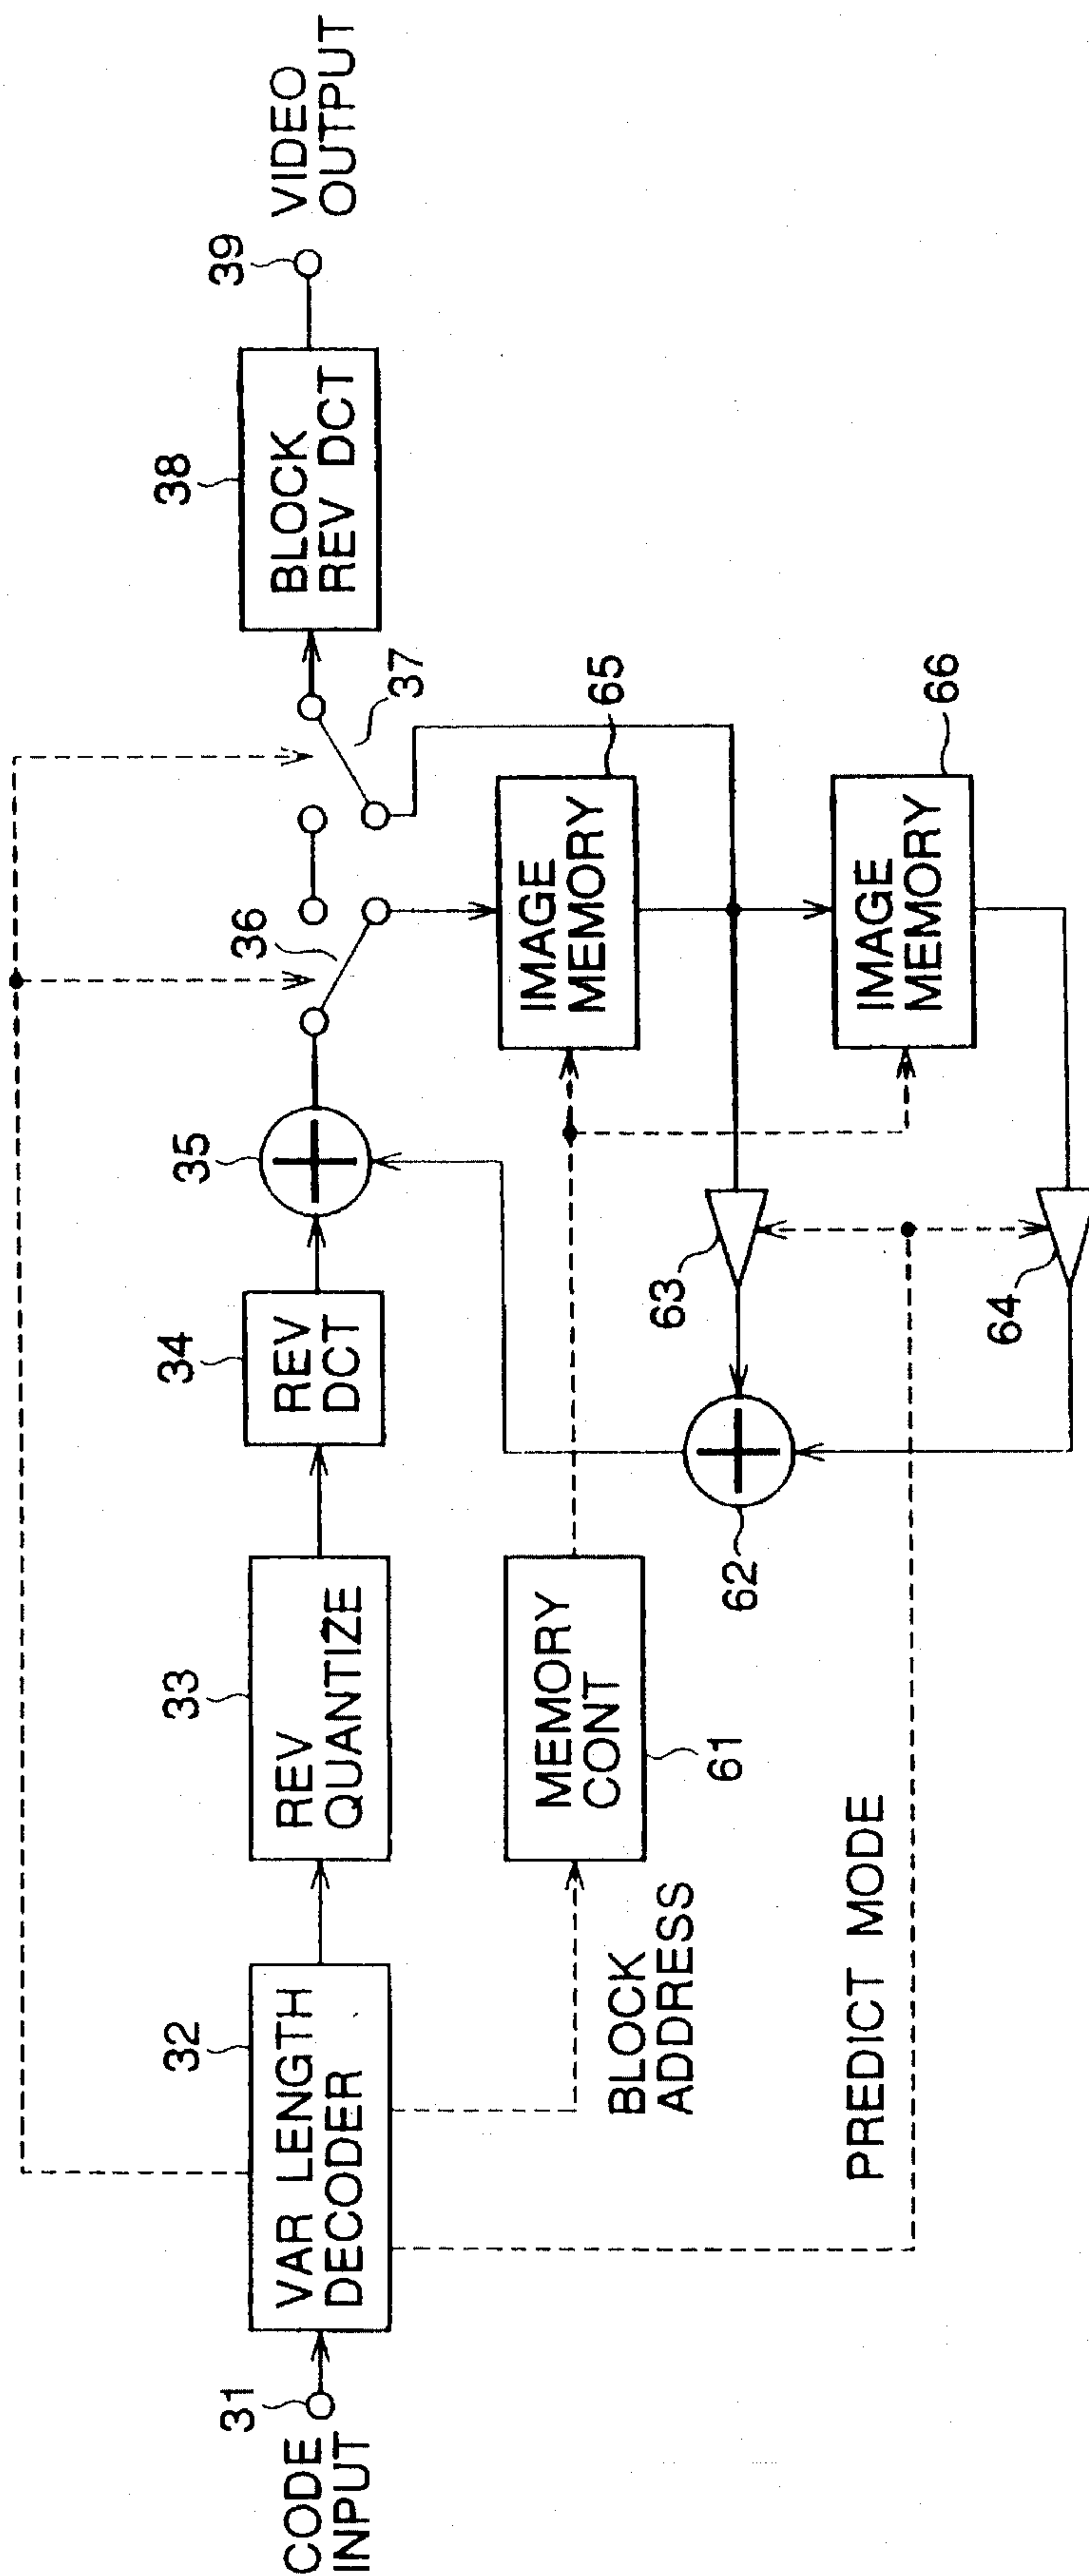 CODE
INPUT
31
VAR LENGTH
DECODER
32
REV
QUANTIZE
33
REV
DCT
34
35
36
37
BLOCK
REV DCT
38
39
VIDEO
OUTPUT
BLOCK
ADDRESS
MEMORY
CONT
61
IMAGE
MEMORY
65
62
63
IMAGE
MEMORY
66
64
PREDICT MODE